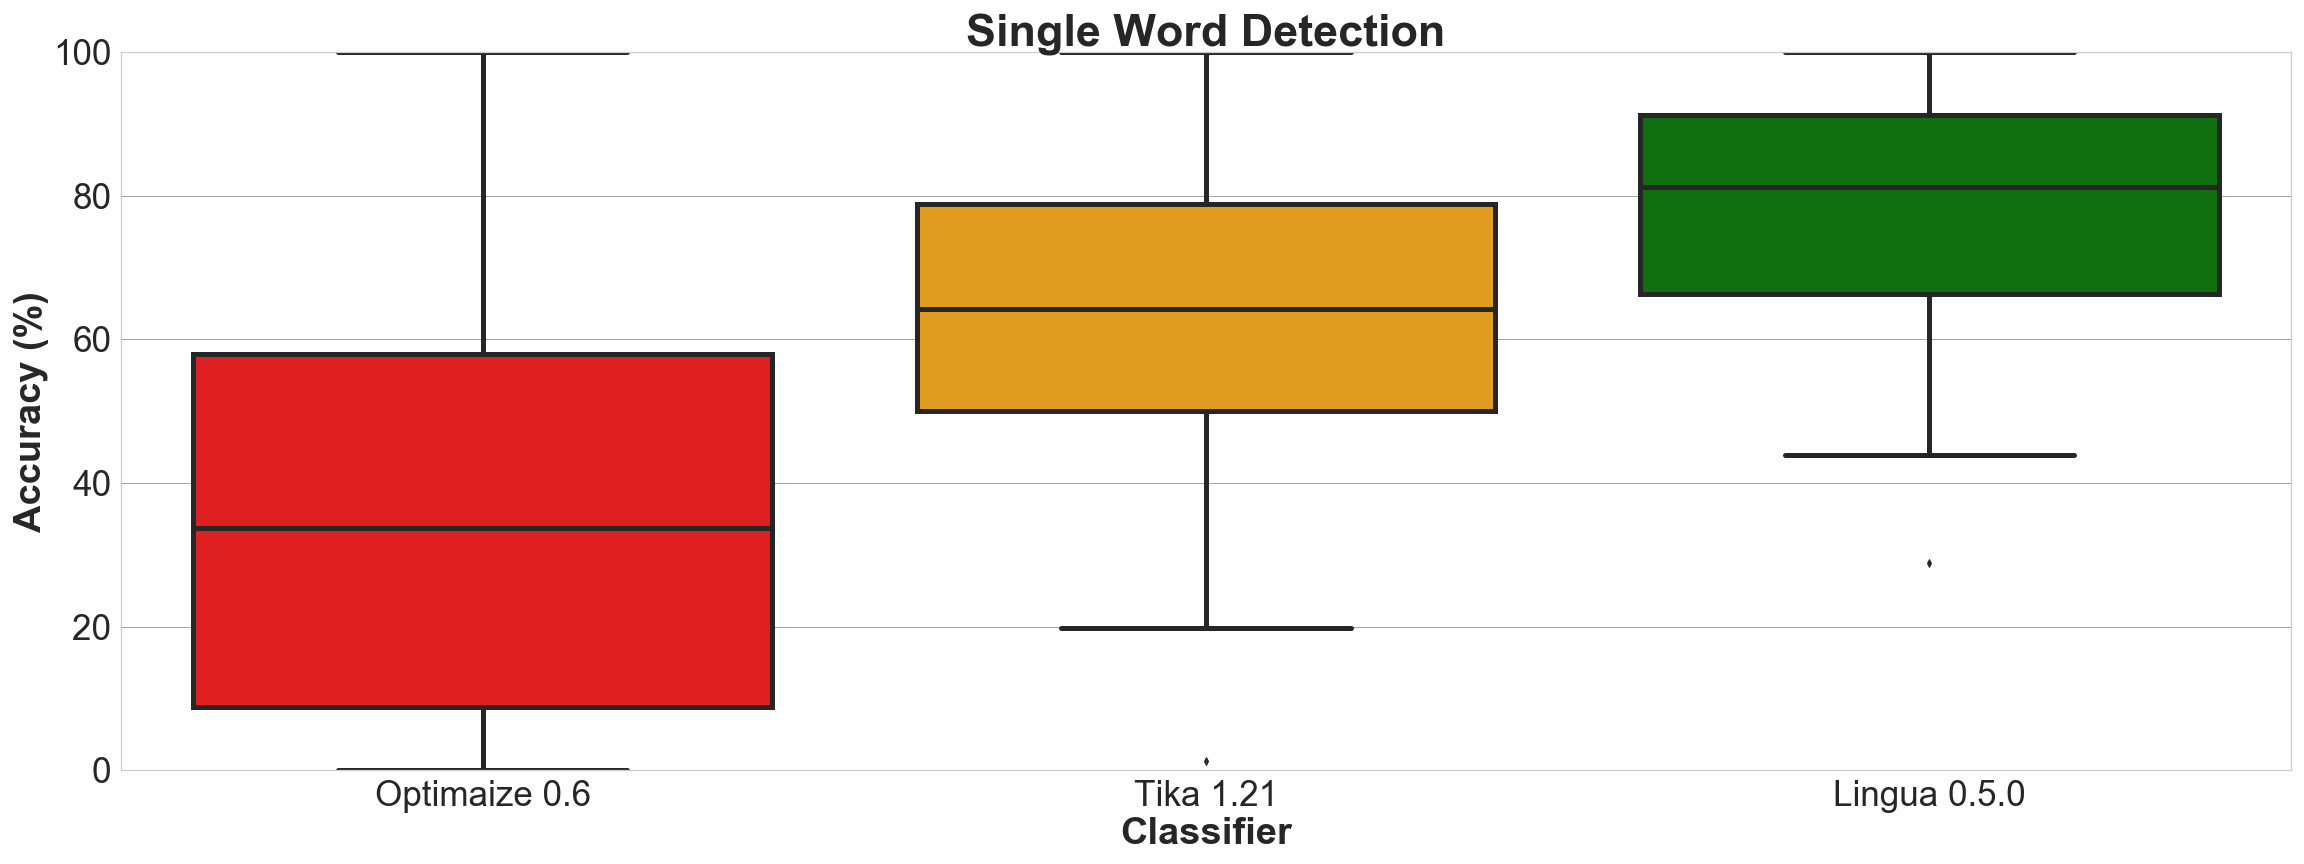 Single Word Detection
Accuracy (%)
100
80
60
40
20
0
Optimaize 0.6
Tika 1.21
Lingua 0.5.0
Classifier